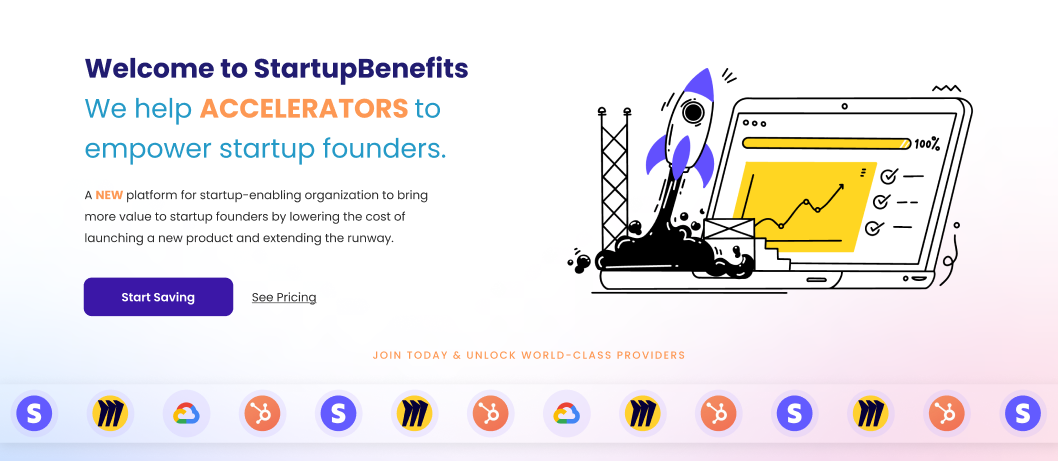 Welcome to StartupBenefits
We help ACCELERATORS to
empower startup founders.
A NEW platform for startup-enabling organization to bring
more value to startup founders by lowering the cost of
launching a new product and extending the runway.
Start Saving
See Pricing
100%
JOIN TODAY & UNLOCK WORLD-CLASS PROVIDERS
S
S
S
S